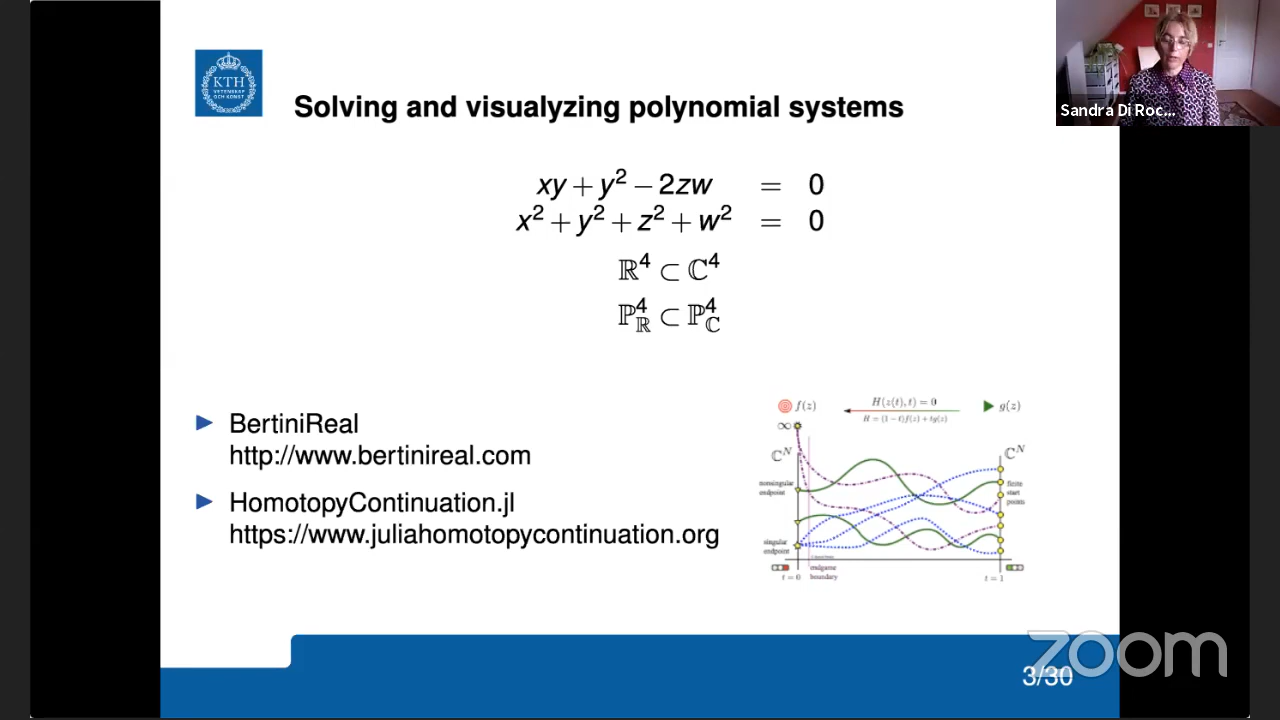 KTH
VETENSKAP
OCH KONST
Solving and visualyzing polynomial systems
Sandra Di Roc...
xy + y² − 2zw = 0
x² + y² + z² + w² = 0
ℝ⁴ ⊂ ℂ⁴
ℙ⁴_ℝ ⊂ ℙ⁴_ℂ
▶ BertiniReal
http://www.bertinireal.com
▶ HomotopyContinuation.jl
https://www.juliahomotopycontinuation.org
f(z)
H(z(t), t) = 0
H = (1−t)f(z) + tg(z)
g(z)
∞
ℂᴺ
ℂᴺ
nonsingular
endpoint
finite
start
points
singular
endpoint
t = 0
endgame
boundary
t = 1
zoom
3/30